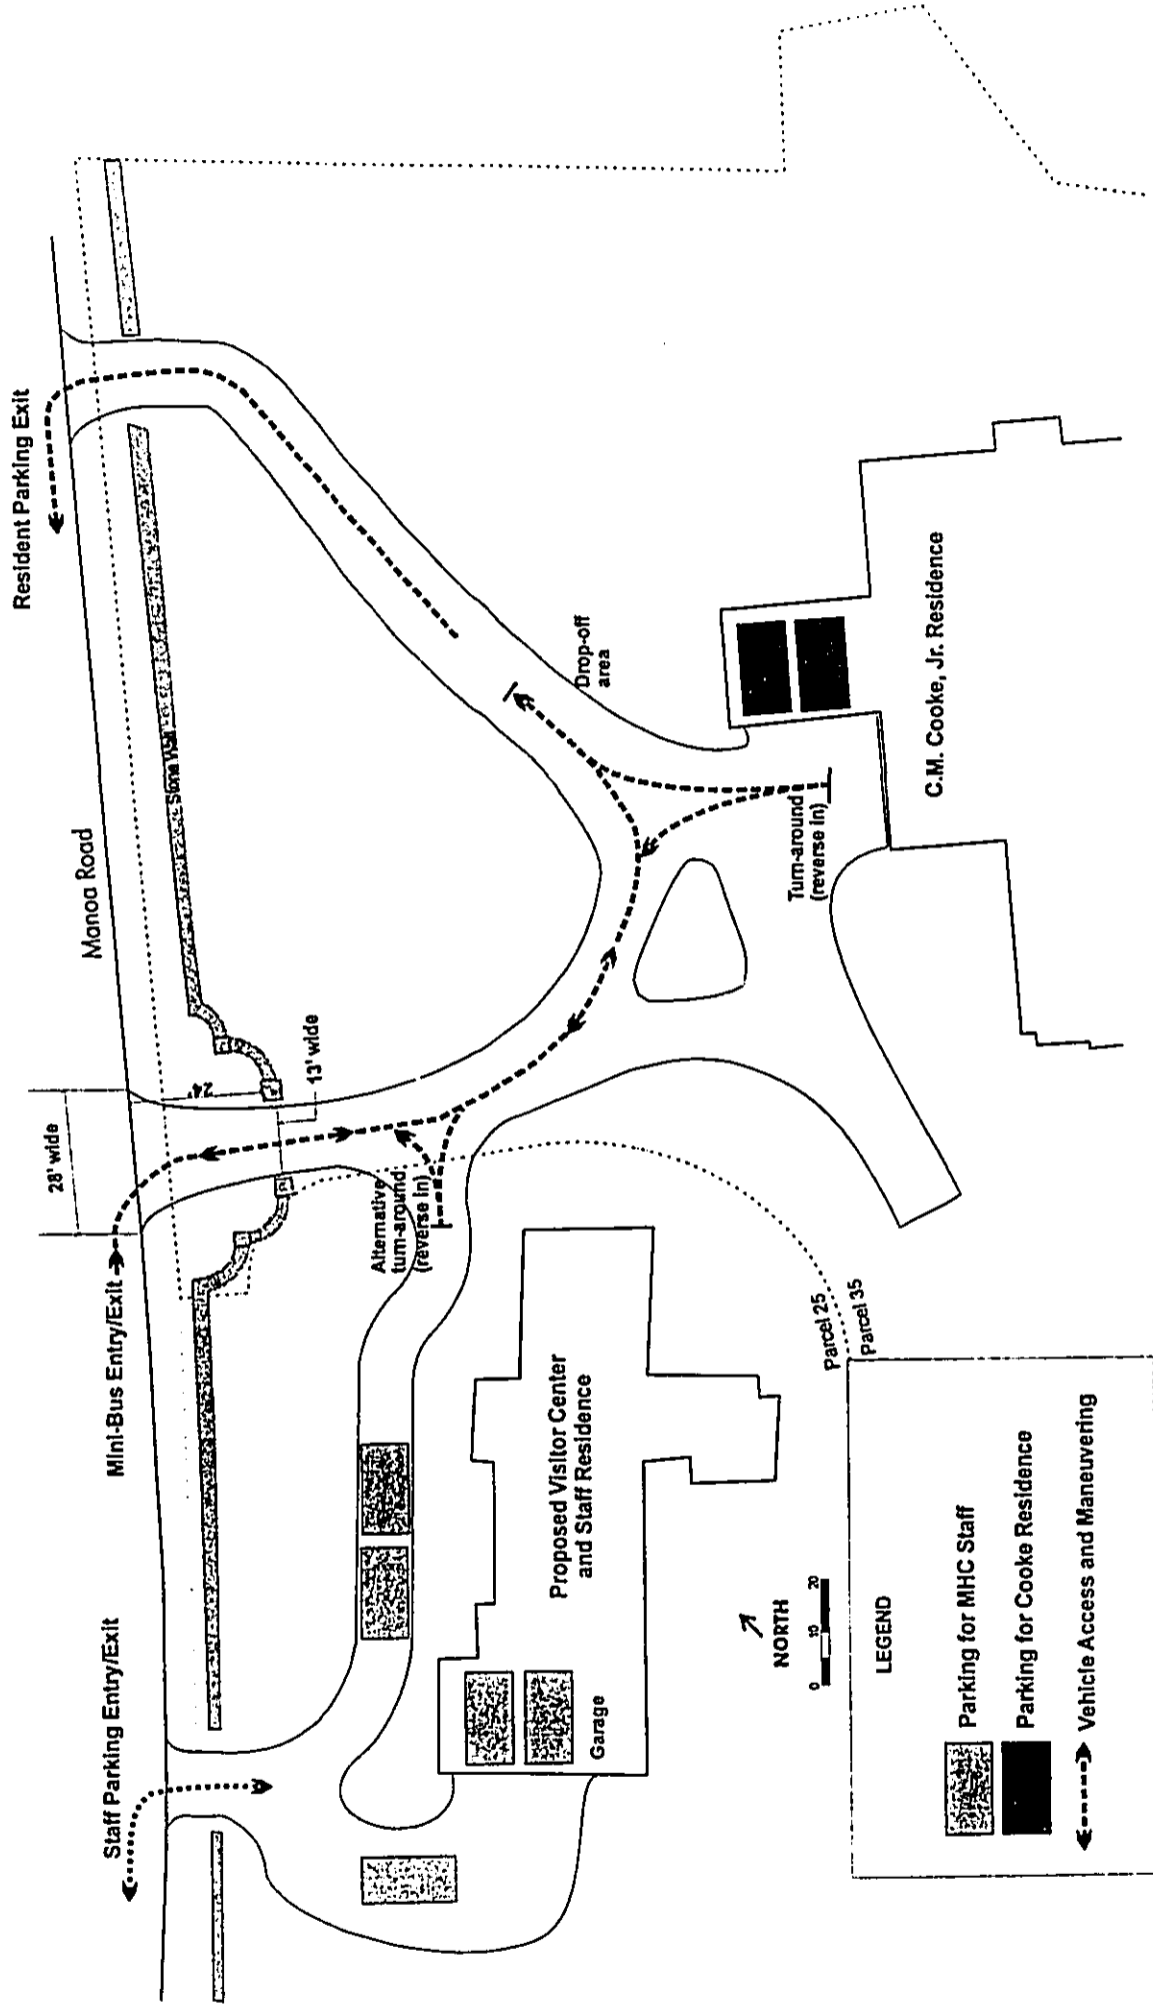 Staff Parking Entry/Exit
Mini-Bus Entry/Exit
28' wide
Manoa Road
Resident Parking Exit
24'
13' wide
Stone Wall
Alternative
turn-around
(reverse in)
Drop-off
area
Turn-around
(reverse in)
C.M. Cooke, Jr. Residence
Proposed Visitor Center
and Staff Residence
Garage
Parcel 25
Parcel 35
NORTH
0 10 20
LEGEND
Parking for MHC Staff
Parking for Cooke Residence
Vehicle Access and Maneuvering